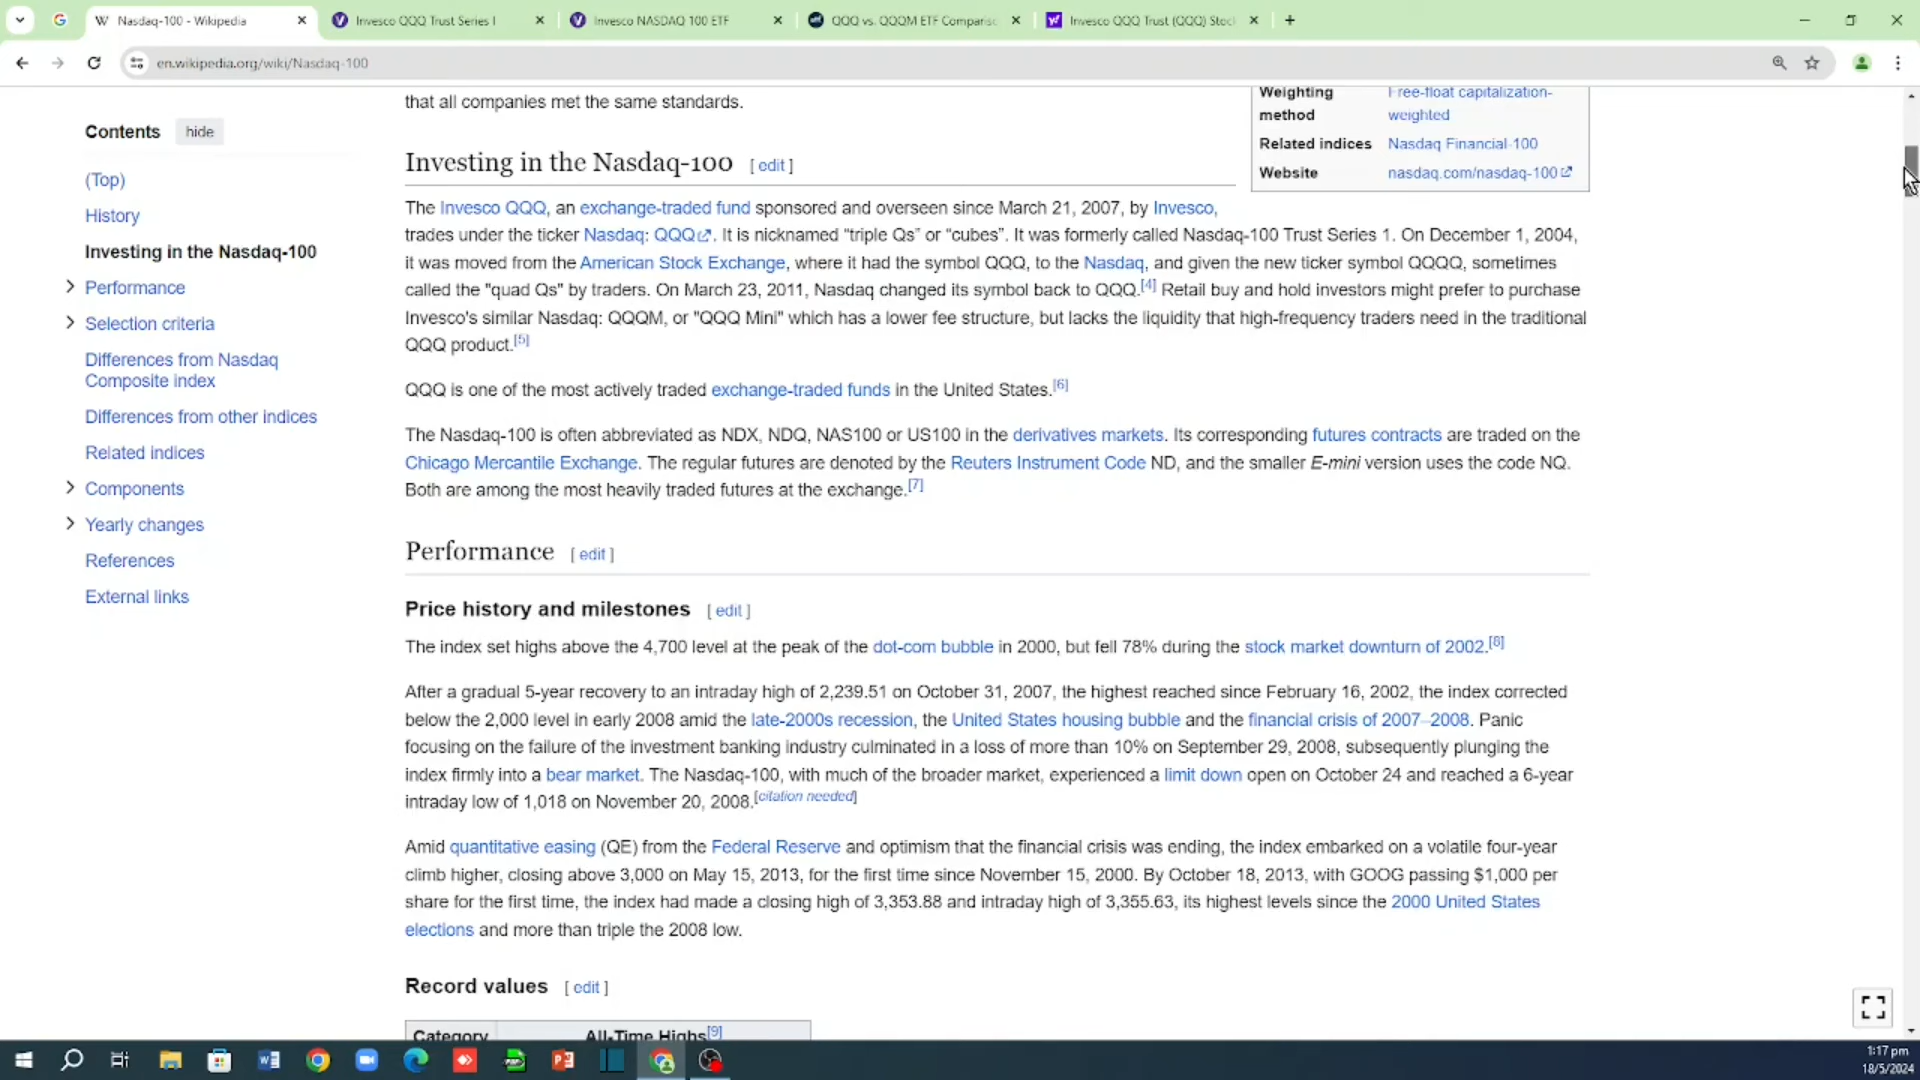 Nasdaq-100 - Wikipedia
Invesco QQQ Trust Series I
Invesco NASDAQ 100 ETF
QQQ vs. QQQM ETF Comparisc
Invesco QQQ Trust (QQQ) Stoc
en.wikipedia.org/wiki/Nasdaq-100
Contents hide
(Top)
History
Investing in the Nasdaq-100
Performance
Selection criteria
Differences from Nasdaq
Composite index
Differences from other indices
Related indices
Components
Yearly changes
References
External links
that all companies met the same standards.
Weighting method Free-float capitalization-
weighted
Related indices Nasdaq Financial-100
Website nasdaq.com/nasdaq-100
Investing in the Nasdaq-100 [ edit ]
The Invesco QQQ, an exchange-traded fund sponsored and overseen since March 21, 2007, by Invesco,
trades under the ticker Nasdaq: QQQ. It is nicknamed “triple Qs” or “cubes”. It was formerly called Nasdaq-100 Trust Series 1. On December 1, 2004,
it was moved from the American Stock Exchange, where it had the symbol QQQ, to the Nasdaq, and given the new ticker symbol QQQQ, sometimes
called the "quad Qs" by traders. On March 23, 2011, Nasdaq changed its symbol back to QQQ.[4] Retail buy and hold investors might prefer to purchase
Invesco's similar Nasdaq: QQQM, or "QQQ Mini" which has a lower fee structure, but lacks the liquidity that high-frequency traders need in the traditional
QQQ product.[5]
QQQ is one of the most actively traded exchange-traded funds in the United States.[6]
The Nasdaq-100 is often abbreviated as NDX, NDQ, NAS100 or US100 in the derivatives markets. Its corresponding futures contracts are traded on the
Chicago Mercantile Exchange. The regular futures are denoted by the Reuters Instrument Code ND, and the smaller E-mini version uses the code NQ.
Both are among the most heavily traded futures at the exchange.[7]
Performance [ edit ]
Price history and milestones [ edit ]
The index set highs above the 4,700 level at the peak of the dot-com bubble in 2000, but fell 78% during the stock market downturn of 2002.[8]
After a gradual 5-year recovery to an intraday high of 2,239.51 on October 31, 2007, the highest reached since February 16, 2002, the index corrected
below the 2,000 level in early 2008 amid the late-2000s recession, the United States housing bubble and the financial crisis of 2007–2008. Panic
focusing on the failure of the investment banking industry culminated in a loss of more than 10% on September 29, 2008, subsequently plunging the
index firmly into a bear market. The Nasdaq-100, with much of the broader market, experienced a limit down open on October 24 and reached a 6-year
intraday low of 1,018 on November 20, 2008.[citation needed]
Amid quantitative easing (QE) from the Federal Reserve and optimism that the financial crisis was ending, the index embarked on a volatile four-year
climb higher, closing above 3,000 on May 15, 2013, for the first time since November 15, 2000. By October 18, 2013, with GOOG passing $1,000 per
share for the first time, the index had made a closing high of 3,353.88 and intraday high of 3,355.63, its highest levels since the 2000 United States
elections and more than triple the 2008 low.
Record values [ edit ]
Category All-Time Highs[9]
1:17 pm
18/5/2024